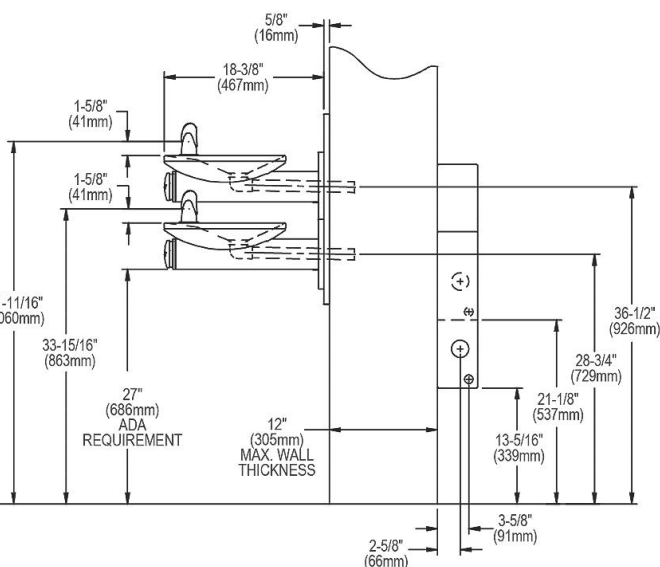 5/8"
(16mm)
18-3/8"
(467mm)
1-5/8"
(41mm)
1-5/8"
(41mm)
-11/16"
060mm)
33-15/16"
(863mm)
27"
(686mm)
ADA
REQUIREMENT
12"
(305mm)
MAX. WALL
THICKNESS
36-1/2"
(926mm)
28-3/4"
(729mm)
21-1/8"
(537mm)
13-5/16"
(339mm)
3-5/8"
(91mm)
2-5/8"
(66mm)